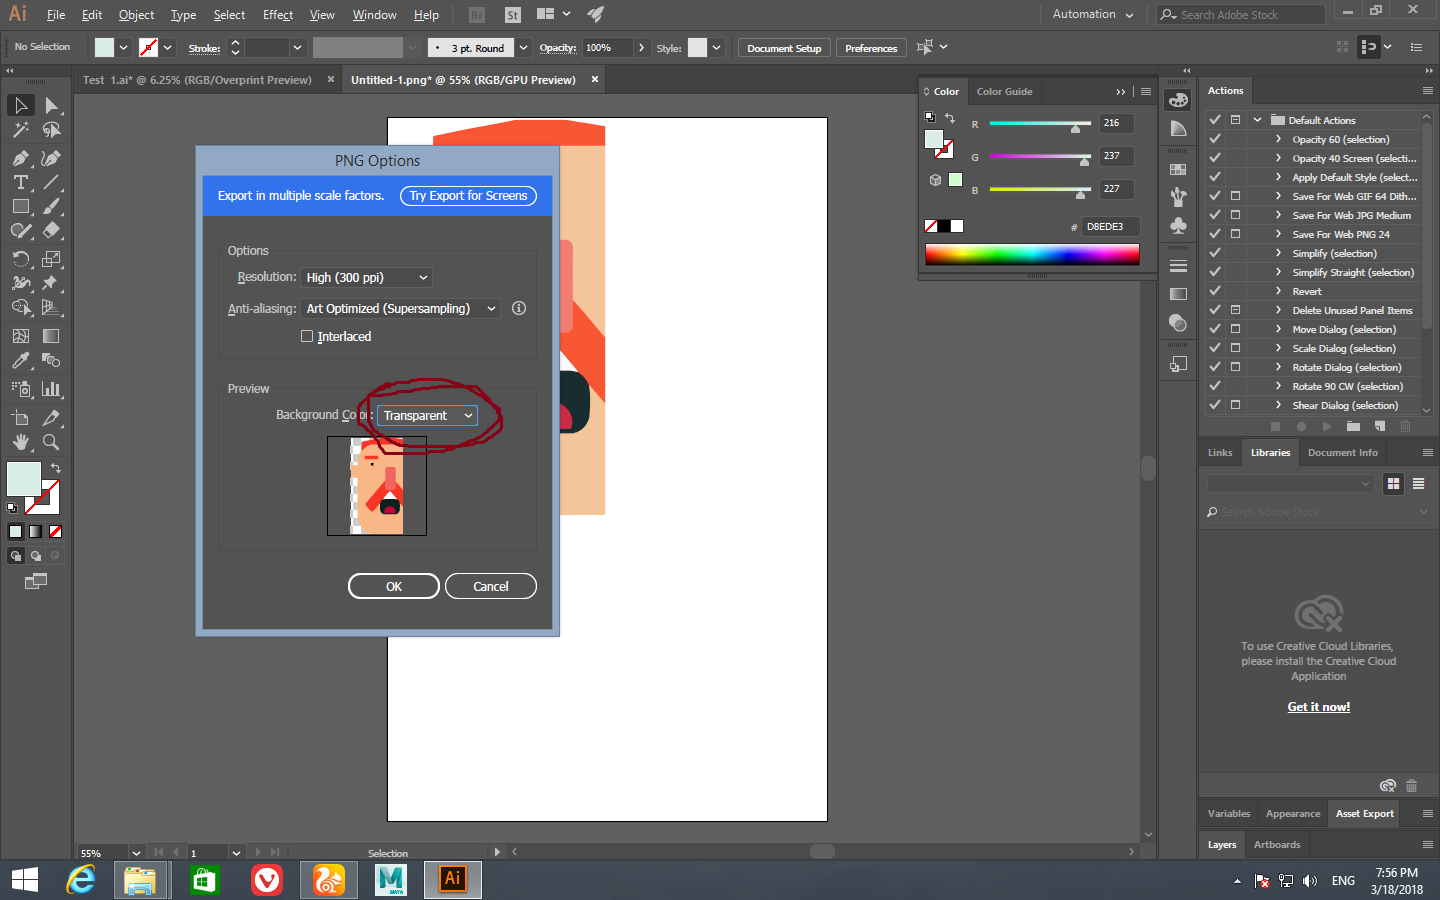 Ai File Edit Object Type Select Effect View Window Help Br St Automation Search Adobe Stock
No Selection Stroke: 3 pt. Round Opacity: 100% Style: Document Setup Preferences
Test 1.ai* @ 6.25% (RGB/Overprint Preview) × Untitled-1.png* @ 55% (RGB/GPU Preview) ×
PNG Options
Export in multiple scale factors. Try Export for Screens
Options
Resolution: High (300 ppi)
Anti-aliasing: Art Optimized (Supersampling)
Interlaced
Preview
Background Color: Transparent
OK Cancel
Color Color Guide
R 216
G 237
B 227
# D8EDE3
Actions
Default Actions
Opacity 60 (selection)
Opacity 40 Screen (selecti...
Apply Default Style (select...
Save For Web GIF 64 Dith...
Save For Web JPG Medium
Save For Web PNG 24
Simplify (selection)
Simplify Straight (selection)
Revert
Delete Unused Panel Items
Move Dialog (selection)
Scale Dialog (selection)
Rotate Dialog (selection)
Rotate 90 CW (selection)
Shear Dialog (selection)
Links Libraries Document Info
Search Adobe Stock
To use Creative Cloud Libraries,
please install the Creative Cloud
Application
Get it now!
Variables Appearance Asset Export
Layers Artboards
55% 1 Selection
MAYA Ai ENG 7:56 PM
3/18/2018